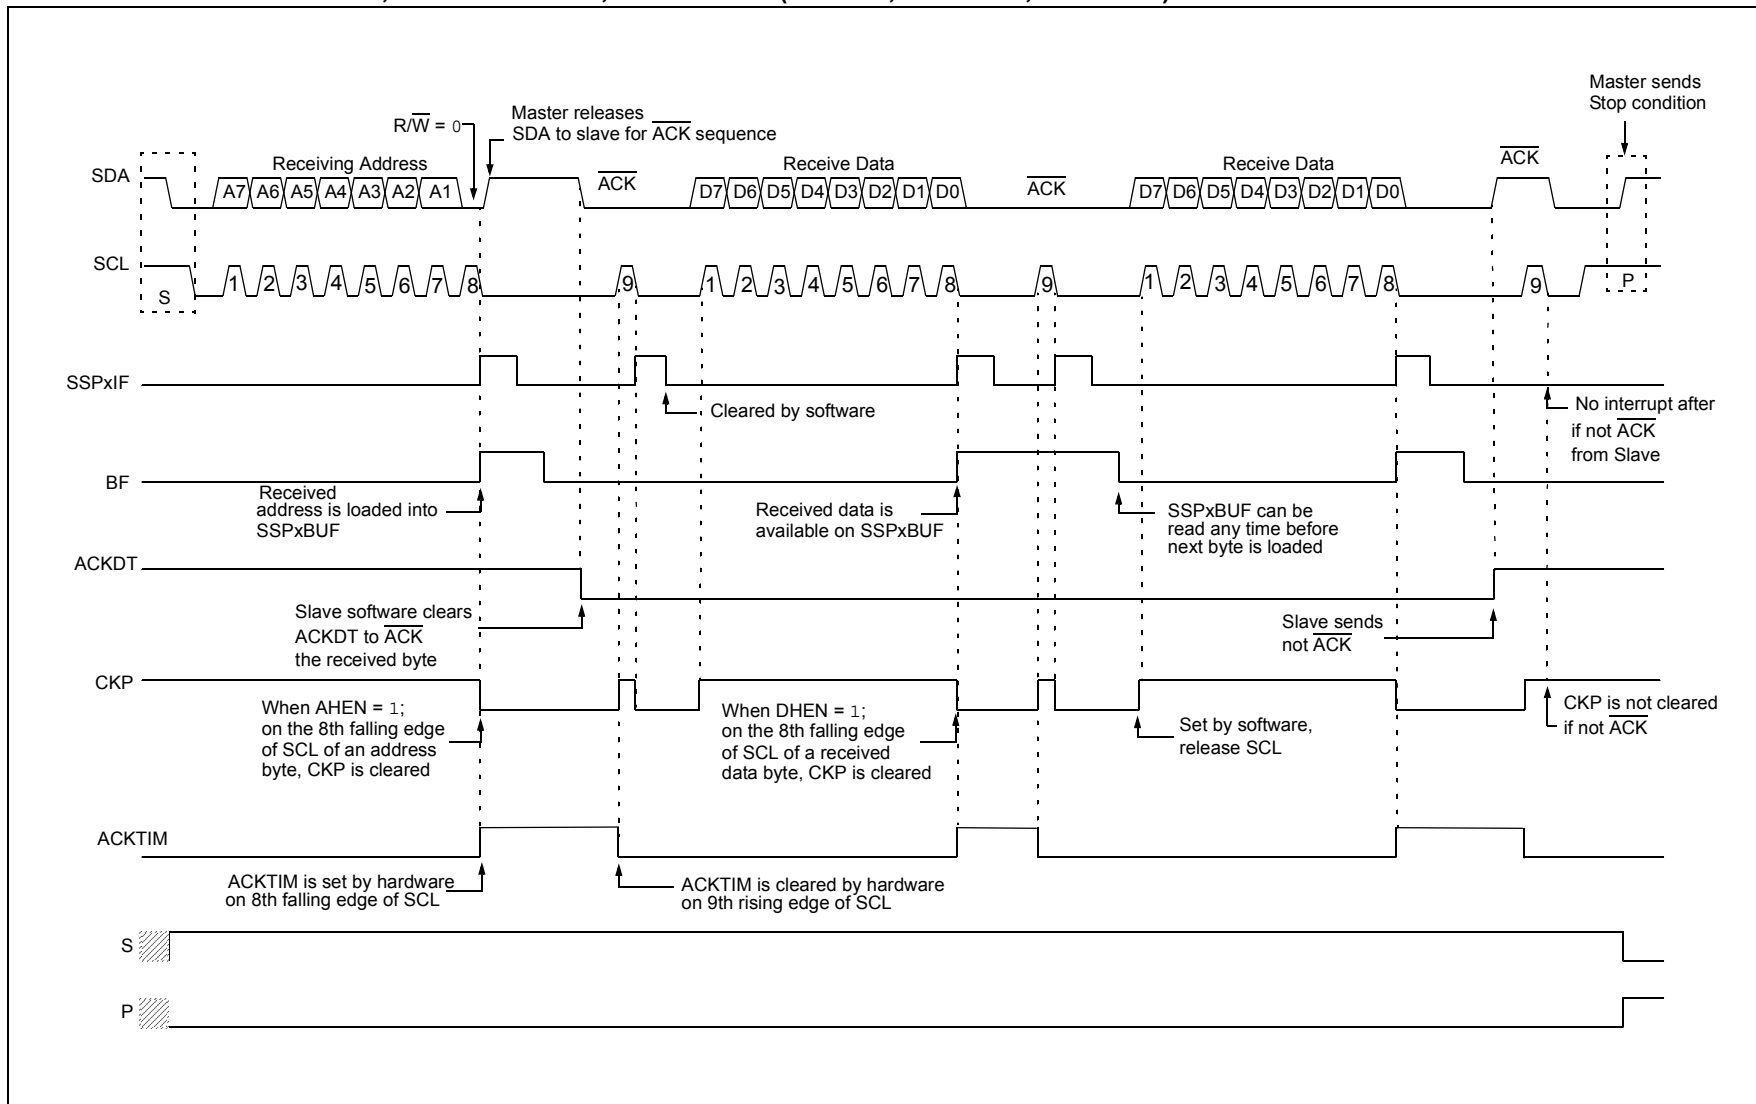 Master sends
Stop condition
Master releases
SDA to slave for ACK sequence
R/W = 0
SDA
Receiving Address
ACK
Receive Data
ACK
Receive Data
ACK
A7 A6 A5 A4 A3 A2 A1
D7 D6 D5 D4 D3 D2 D1 D0
D7 D6 D5 D4 D3 D2 D1 D0
SCL
S
1 2 3 4 5 6 7 8 9
1 2 3 4 5 6 7 8 9
1 2 3 4 5 6 7 8 9
P
SSPxIF
Cleared by software
No interrupt after
if not ACK
from Slave
BF
Received
address is loaded into
SSPxBUF
Received data is
available on SSPxBUF
SSPxBUF can be
read any time before
next byte is loaded
ACKDT
Slave software clears
ACKDT to ACK
the received byte
Slave sends
not ACK
CKP
When AHEN = 1;
on the 8th falling edge
of SCL of an address
byte, CKP is cleared
When DHEN = 1;
on the 8th falling edge
of SCL of a received
data byte, CKP is cleared
Set by software,
release SCL
CKP is not cleared
if not ACK
ACKTIM
ACKTIM is set by hardware
on 8th falling edge of SCL
ACKTIM is cleared by hardware
on 9th rising edge of SCL
S
P